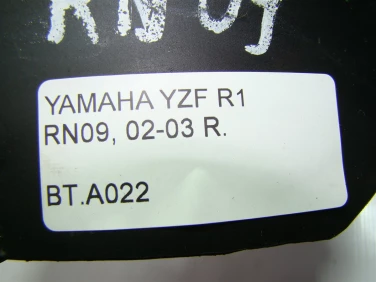 RN09
YAMAHA YZF R1
RN09, 02-03 R.
BT.A022